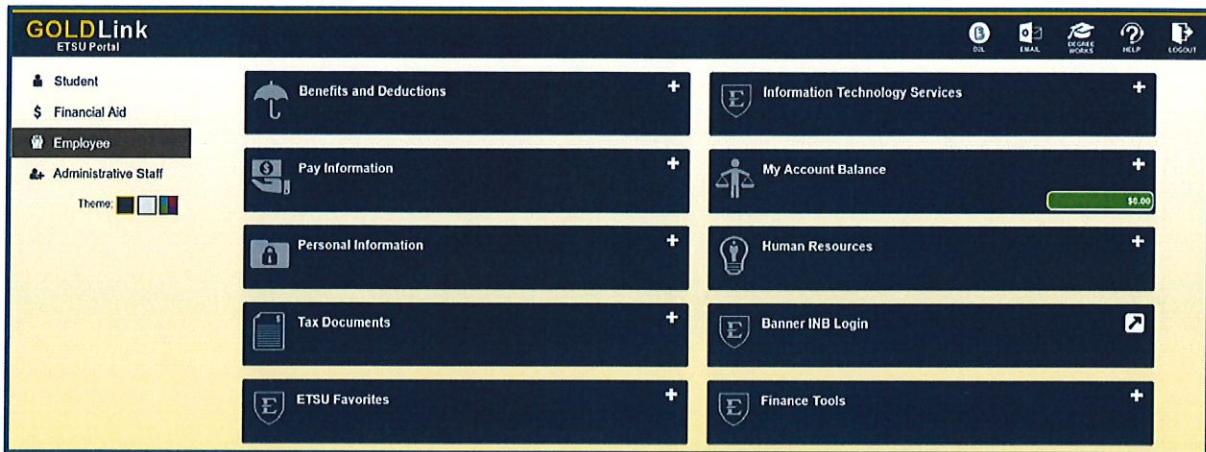 GOLDLink
ETSU Portal
D2L
EMAIL
DEGREE
WORKS
HELP
LOGOUT
Student
Financial Aid
Employee
Administrative Staff
Theme:
Benefits and Deductions
Information Technology Services
Pay Information
My Account Balance
$0.00
Personal Information
Human Resources
Tax Documents
Banner INB Login
ETSU Favorites
Finance Tools